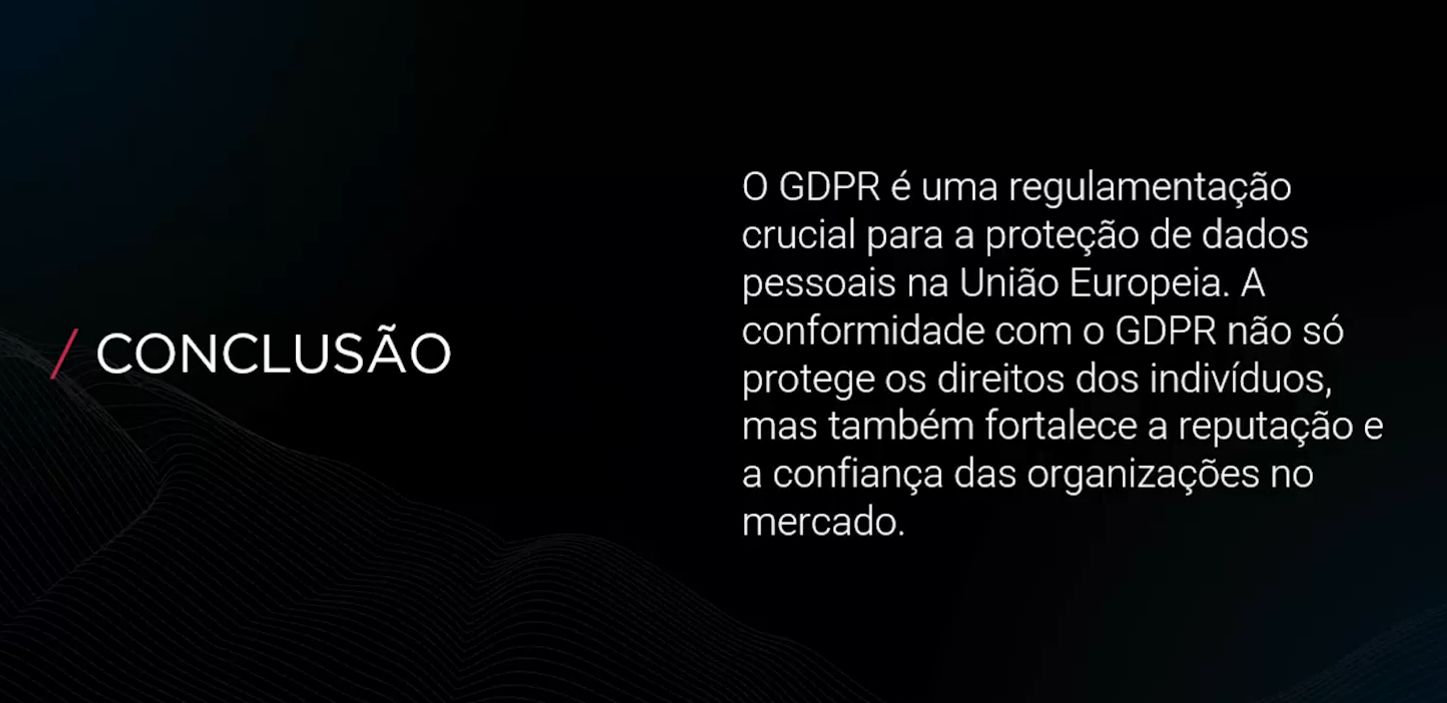 / CONCLUSÃO
O GDPR é uma regulamentação
crucial para a proteção de dados
pessoais na União Europeia. A
conformidade com o GDPR não só
protege os direitos dos indivíduos,
mas também fortalece a reputação e
a confiança das organizações no
mercado.